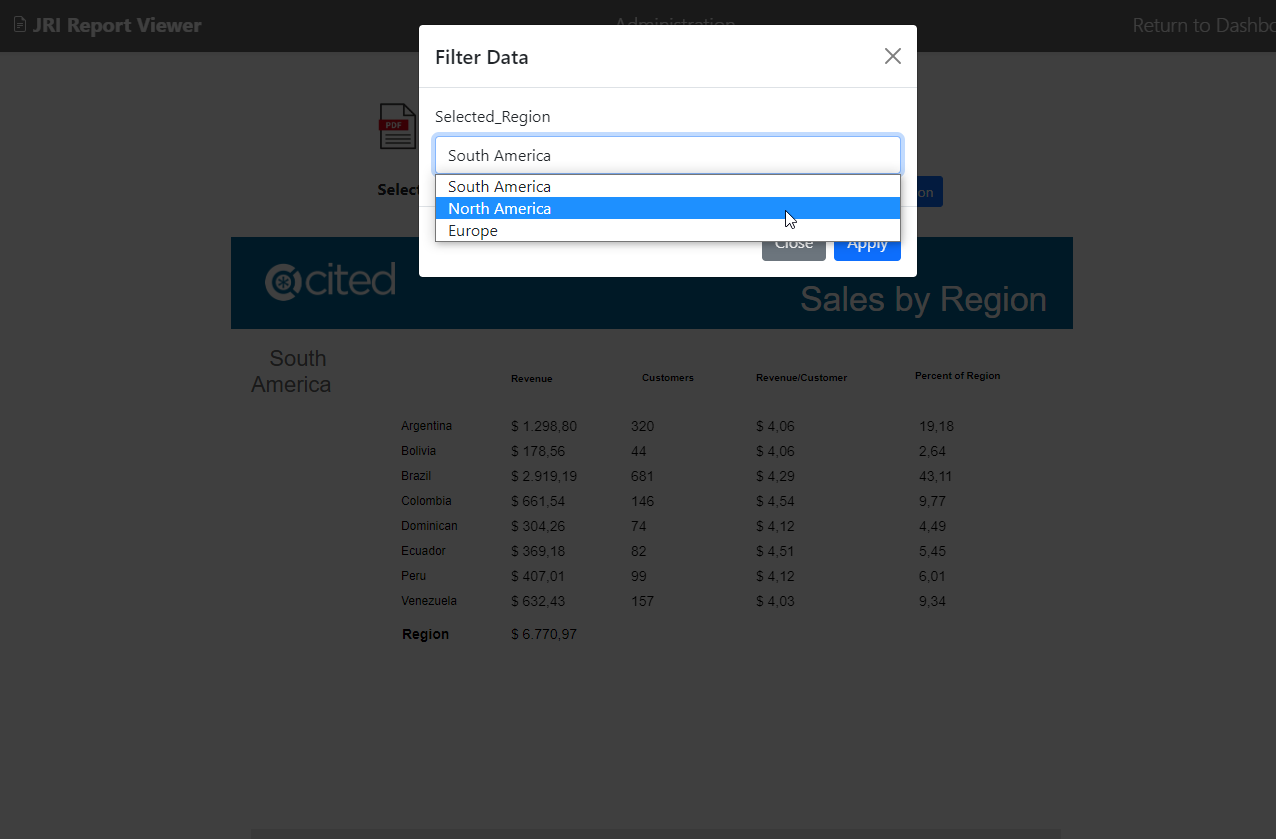 JRI Report Viewer
Administration
Return to Dashbo
Filter Data
Selected_Region
South America
South America
North America
Europe
Close
Apply
PDF
Select
on
cited
Sales by Region
South
America
Revenue Customers Revenue/Customer Percent of Region
Argentina $ 1.298,80 320 $ 4,06 19,18
Bolivia $ 178,56 44 $ 4,06 2,64
Brazil $ 2.919,19 681 $ 4,29 43,11
Colombia $ 661,54 146 $ 4,54 9,77
Dominican $ 304,26 74 $ 4,12 4,49
Ecuador $ 369,18 82 $ 4,51 5,45
Peru $ 407,01 99 $ 4,12 6,01
Venezuela $ 632,43 157 $ 4,03 9,34
Region $ 6.770,97